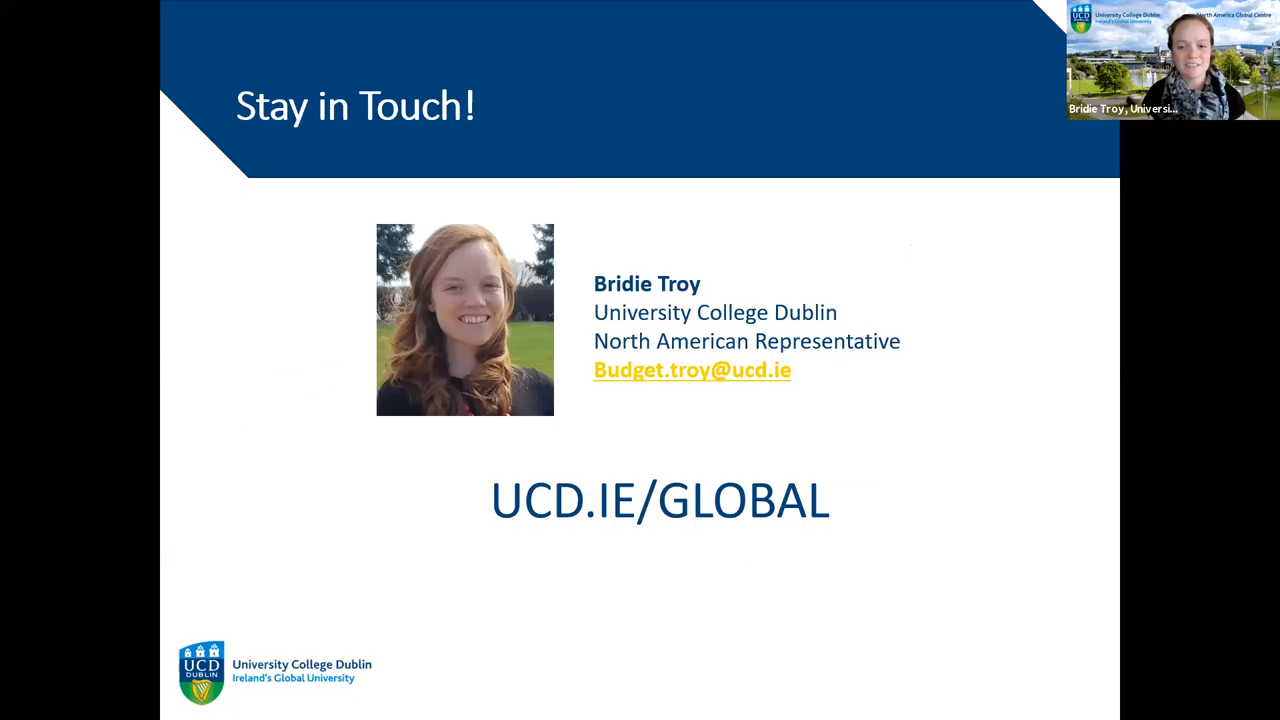 Stay in Touch!
University College Dublin
Ireland's Global University
North America Global Centre
Bridie Troy, Universi...
Bridie Troy
University College Dublin
North American Representative
Budget.troy@ucd.ie
UCD.IE/GLOBAL
UCD
DUBLIN
University College Dublin
Ireland's Global University